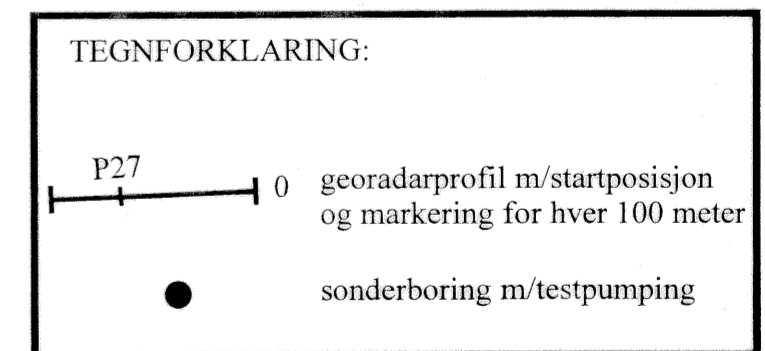 TEGNFORKLARING:
P27
0 georadarprofil m/startposisjon
og markering for hver 100 meter
sonderboring m/testpumping